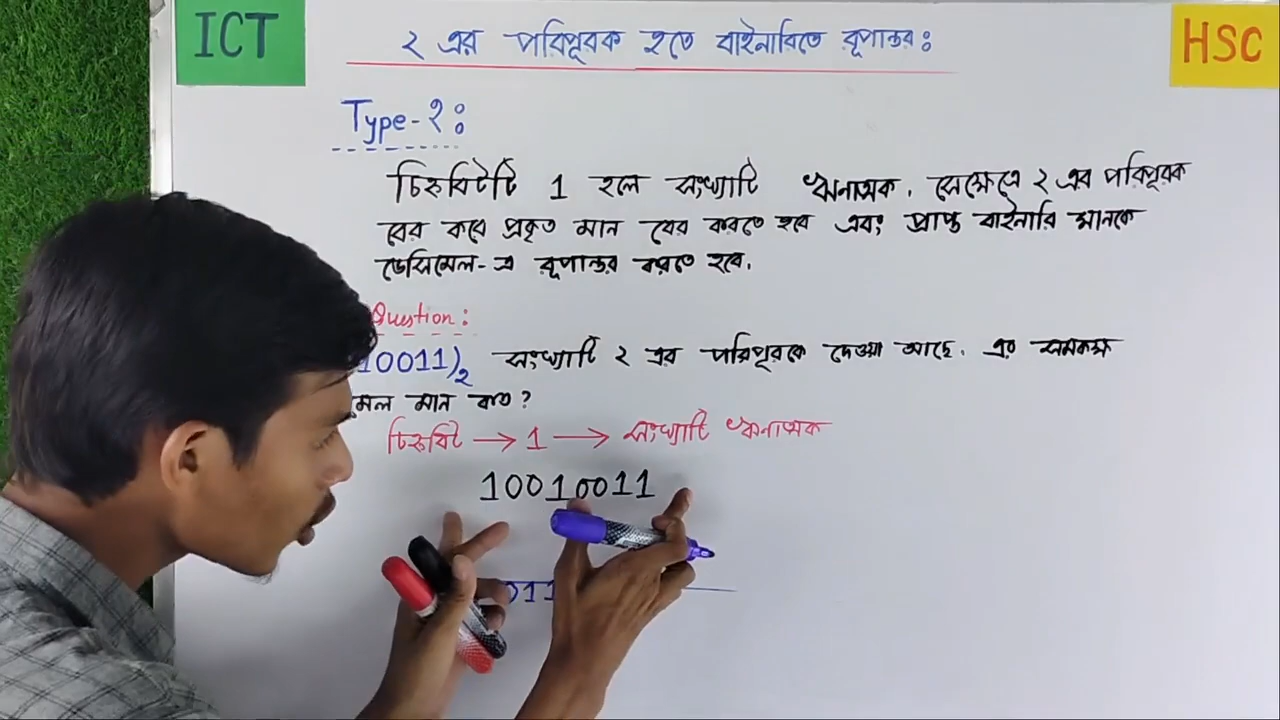 ICT
২ এর পরিপূরক হতে বাইনারিতে রূপান্তরঃ
HSC
Type-২ঃ
চিহ্নবিটটি 1 হলে সংখ্যাটি ঋনাত্মক. সেক্ষেত্রে ২ এর পরিপূরক
বের করে প্রকৃত মান বের করতে হবে এবং প্রাপ্ত বাইনারি মানকে
ডেসিমেল-এ রূপান্তর করতে হবে.
Question:
10011)2 সংখ্যাটি ২ এর পরিপূরকে দেওয়া আছে. এর সমকক্ষ
মেল মান কত?
চিহ্নবিট → 1 → সংখ্যাটি ঋনাত্মক
10010011
011